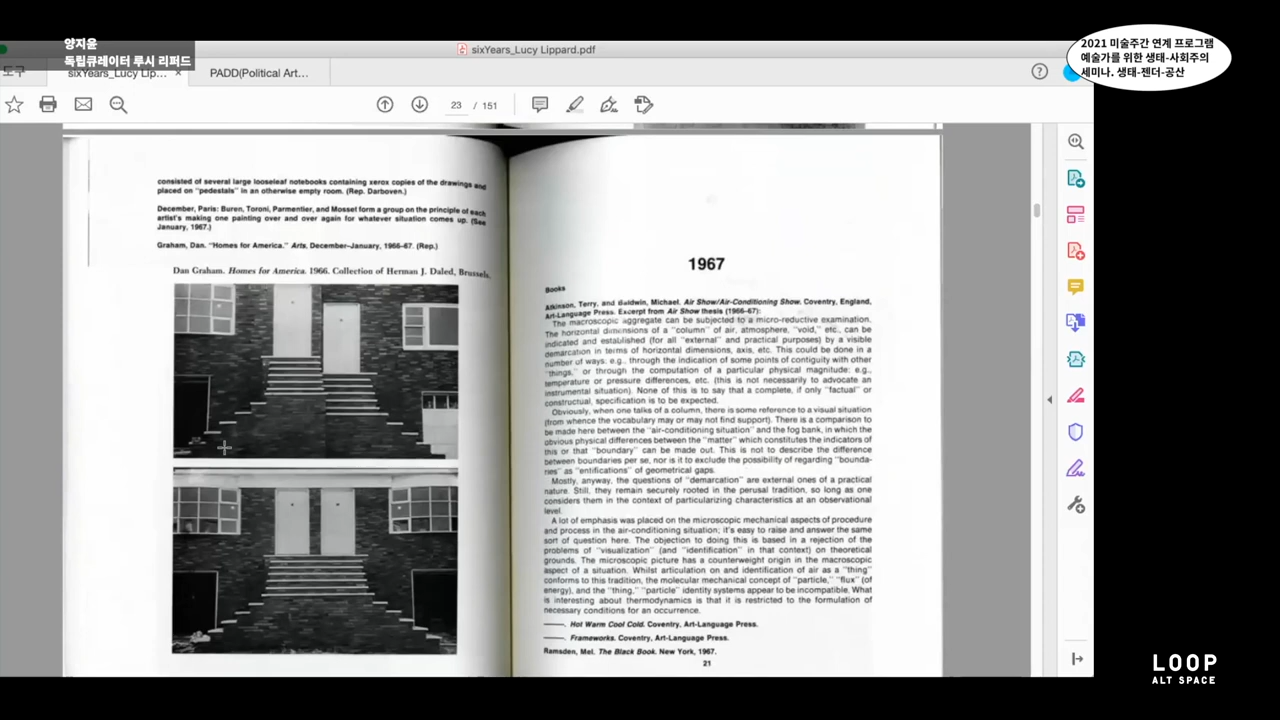 양지윤
독립큐레이터 루시 리퍼드
sixYears_Lucy Lippard.pdf
2021 미술주간 연계 프로그램
예술가를 위한 생태-사회주의
세미나. 생태-젠더-공산
도구
sixYears_Lucy Lip... ×
PADD(Political Art...
23 / 151
consisted of several large looseleaf notebooks containing xerox copies of the drawings and
placed on "pedestals" in an otherwise empty room. (Rep. Darboven.)
December, Paris: Buren, Toroni, Parmentier, and Mosset form a group on the principle of each
artist's making one painting over and over again for whatever situation comes up. (See
January, 1967.)
Graham, Dan. "Homes for America." Arts, December–January, 1966–67. (Rep.)
Dan Graham. Homes for America. 1966. Collection of Herman J. Daled, Brussels.
1967
Books
Atkinson, Terry, and Baldwin, Michael. Air Show/Air-Conditioning Show. Coventry, England,
Art-Language Press. Excerpt from Air Show thesis (1966–67):
The macroscopic aggregate can be subjected to a micro-reductive examination.
The horizontal dimensions of a "column" of air, atmosphere, "void," etc., can be
indicated and established (for all "external" and practical purposes) by a visible
demarcation in terms of horizontal dimensions, axis, etc. This could be done in a
number of ways: e.g., through the indication of some points of contiguity with other
"things," or through the computation of a particular physical magnitude: e.g.,
temperature or pressure differences, etc. (this is not necessarily to advocate an
instrumental situation). None of this is to say that a complete, if only "factual" or
constructual, specification is to be expected.
Obviously, when one talks of a column, there is some reference to a visual situation
(from whence the vocabulary may or may not find support). There is a comparison to
be made here between the "air-conditioning situation" and the fog bank, in which the
obvious physical differences between the "matter" which constitutes the indicators of
this or that "boundary" can be made out. This is not to describe the difference
between boundaries per se, nor is it to exclude the possibility of regarding "bounda-
ries" as "entifications" of geometrical gaps.
Mostly, anyway, the questions of "demarcation" are external ones of a practical
nature. Still, they remain securely rooted in the perusal tradition, so long as one
considers them in the context of particularizing characteristics at an observational
level.
A lot of emphasis was placed on the microscopic mechanical aspects of procedure
and process in the air-conditioning situation; it's easy to raise and answer the same
sort of question here. The objection to doing this is based in a rejection of the
problems of "visualization" (and "identification" in that context) on theoretical
grounds. The microscopic picture has a counterweight origin in the macroscopic
aspect of a situation. Whilst articulation on and identification of air as a "thing"
conforms to this tradition, the molecular mechanical concept of "particle," "flux" (of
energy), and the "thing," "particle" identity systems appear to be incompatible. What
is interesting about thermodynamics is that it is restricted to the formulation of
necessary conditions for an occurrence.
———. Hot Warm Cool Cold. Coventry, Art-Language Press.
———. Frameworks. Coventry, Art-Language Press.
Ramsden, Mel. The Black Book. New York, 1967.
21
LOOP
ALT SPACE